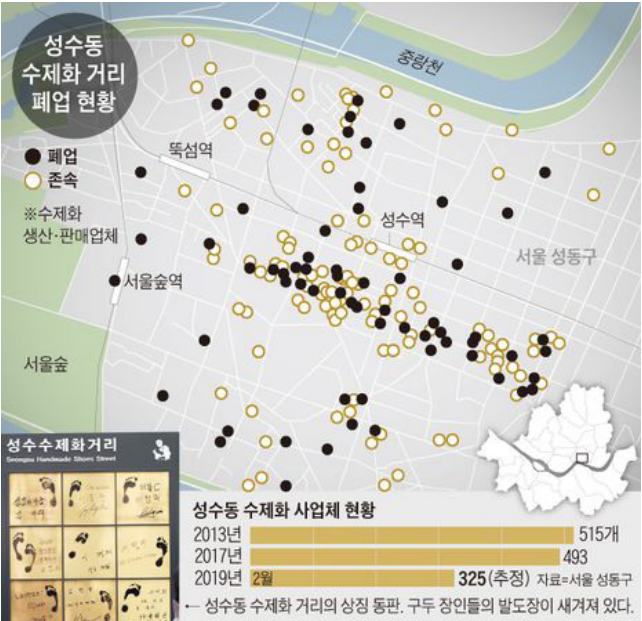 성수동
수제화 거리
폐업 현황
중랑천
폐업
뚝섬역
존속
※수제화
생산·판매업체
성수역
서울 성동구
서울숲역
서울숲
성수수제화거리
Seongsu Handmade Shoes Street
성수동 수제화 사업체 현황
2013년 515개
2017년 493
2019년 2월 325(추정) 자료=서울 성동구
← 성수동 수제화 거리의 상징 동판. 구두 장인들의 발도장이 새겨져 있다.